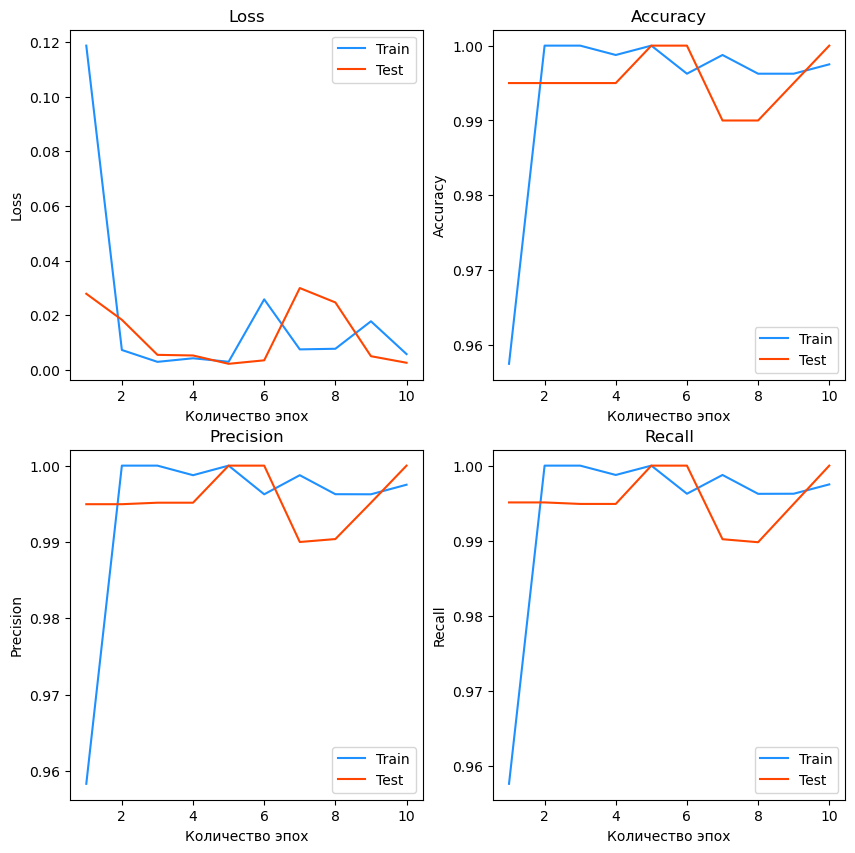 Loss
Loss
0.12
0.10
0.08
0.06
0.04
0.02
0.00
2 4 6 8 10
Количество эпох
Train
Test
Accuracy
Accuracy
1.00
0.99
0.98
0.97
0.96
2 4 6 8 10
Количество эпох
Train
Test
Precision
Precision
1.00
0.99
0.98
0.97
0.96
2 4 6 8 10
Количество эпох
Train
Test
Recall
Recall
1.00
0.99
0.98
0.97
0.96
2 4 6 8 10
Количество эпох
Train
Test